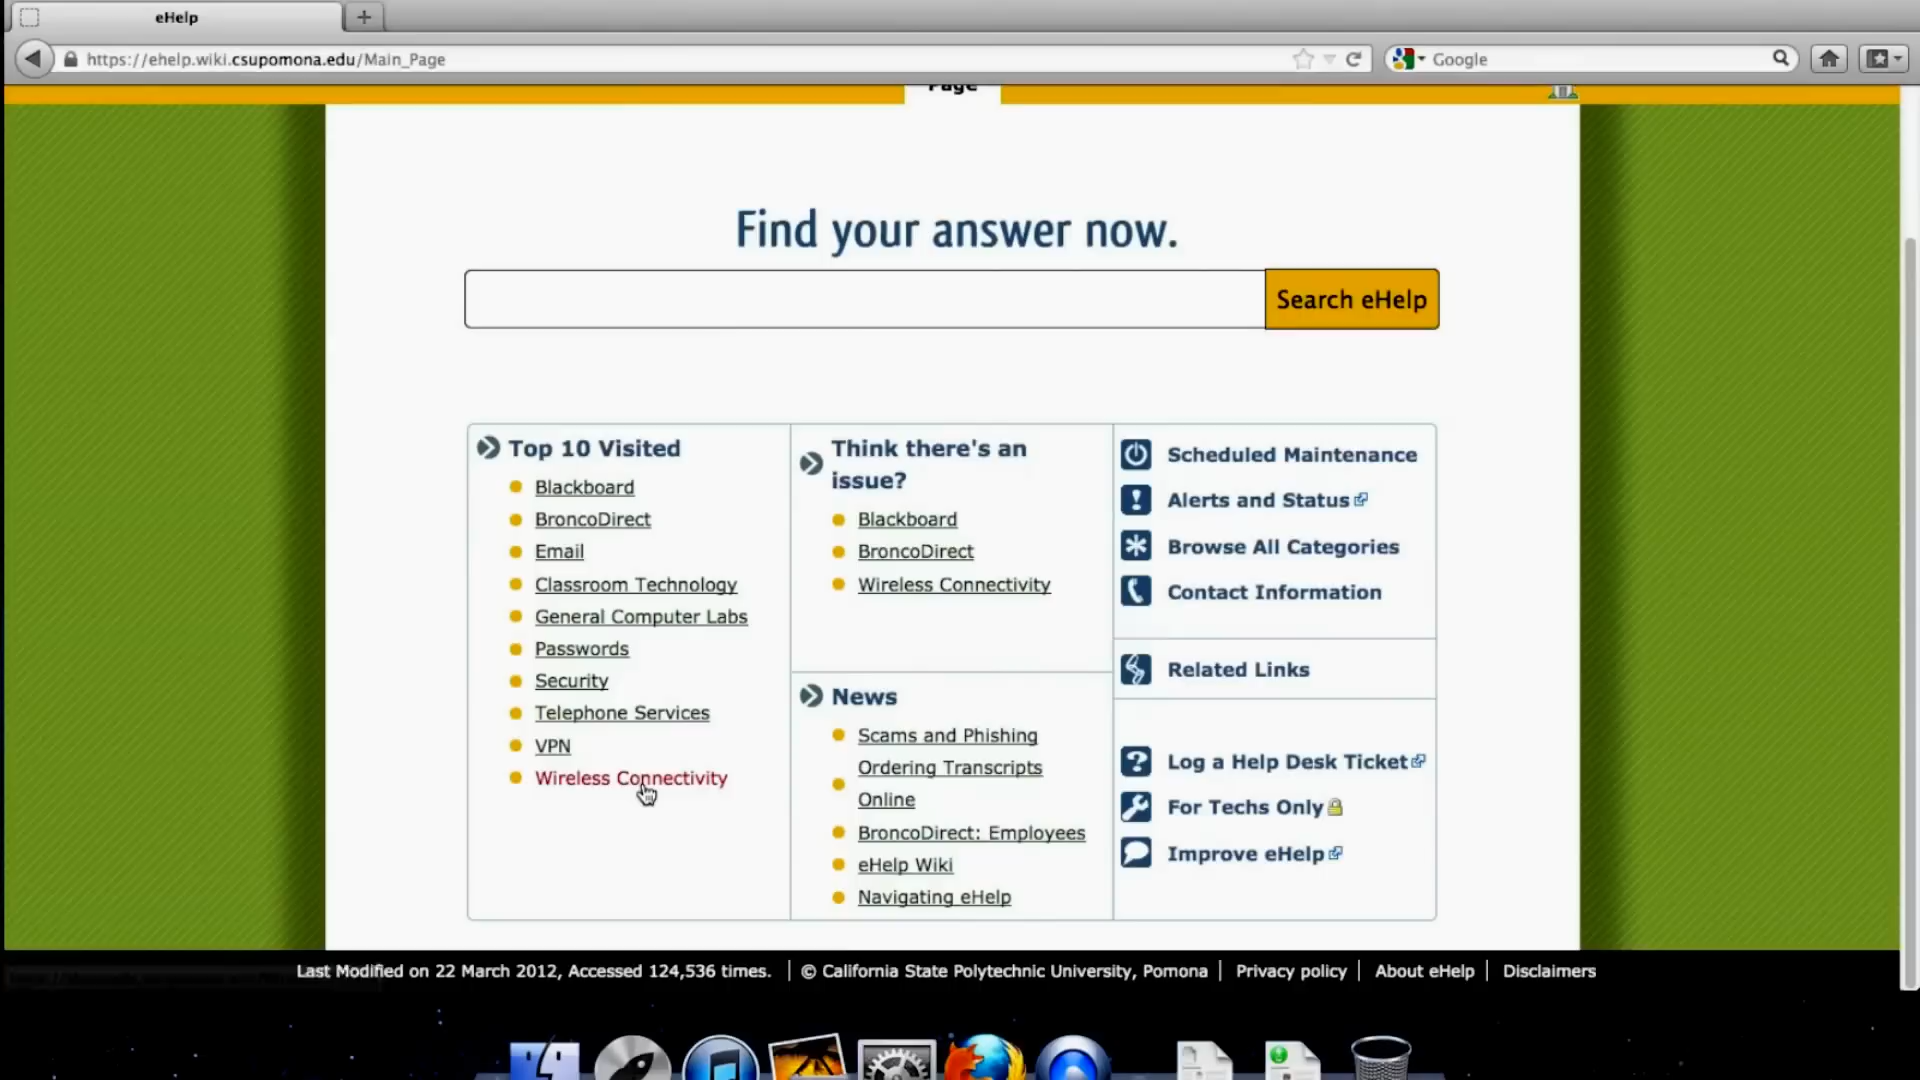 eHelp
https://ehelp.wiki.csupomona.edu/Main_Page
Google
Page
Find your answer now.
Search eHelp
Top 10 Visited
Blackboard
BroncoDirect
Email
Classroom Technology
General Computer Labs
Passwords
Security
Telephone Services
VPN
Wireless Connectivity
Think there's an
issue?
Blackboard
BroncoDirect
Wireless Connectivity
News
Scams and Phishing
Ordering Transcripts
Online
BroncoDirect: Employees
eHelp Wiki
Navigating eHelp
Scheduled Maintenance
Alerts and Status
Browse All Categories
Contact Information
Related Links
Log a Help Desk Ticket
For Techs Only
Improve eHelp
Last Modified on 22 March 2012, Accessed 124,536 times. | © California State Polytechnic University, Pomona | Privacy policy | About eHelp | Disclaimers